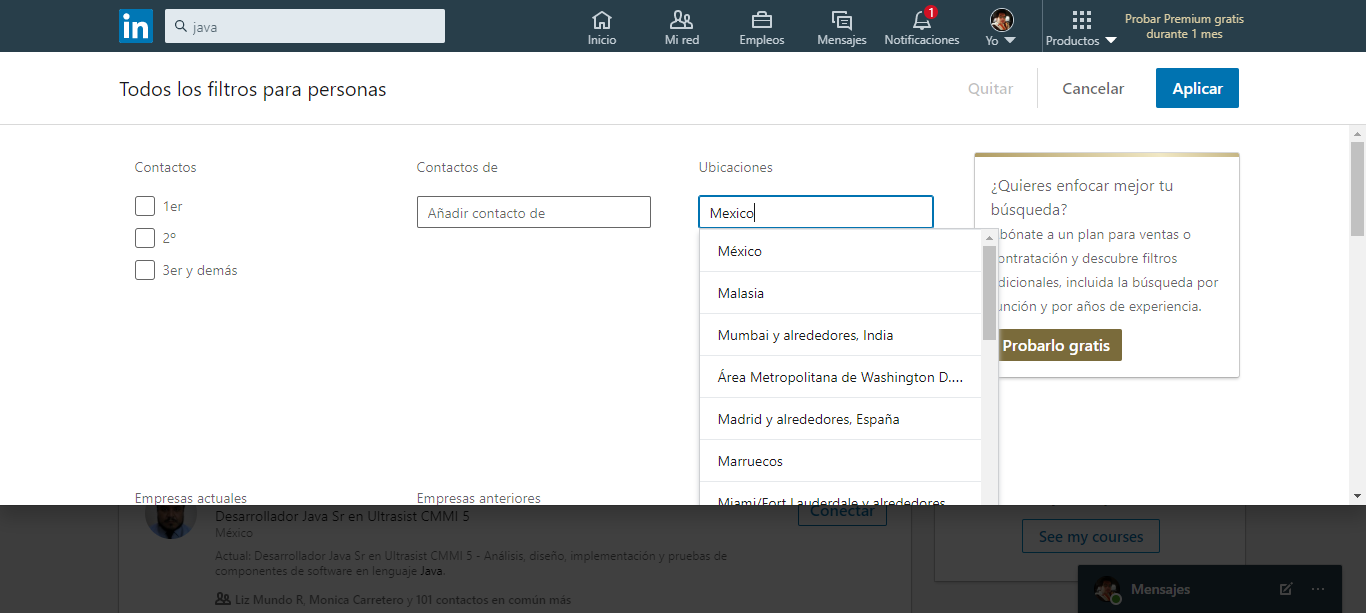 in
java
Inicio
Mi red
Empleos
Mensajes
1
Notificaciones
Yo
Productos
Probar Premium gratis
durante 1 mes
Todos los filtros para personas
Quitar
Cancelar
Aplicar
Contactos
1er
2º
3er y demás
Contactos de
Añadir contacto de
Ubicaciones
Mexico
México
Malasia
Mumbai y alrededores, India
Área Metropolitana de Washington D....
Madrid y alrededores, España
Marruecos
Miami/Fort Lauderdale y alrededores
¿Quieres enfocar mejor tu
búsqueda?
bónate a un plan para ventas o
ontratación y descubre filtros
dicionales, incluida la búsqueda por
unción y por años de experiencia.
Probarlo gratis
Empresas actuales
Empresas anteriores
Desarrollador Java Sr en Ultrasist CMMI 5
México
Actual: Desarrollador Java Sr en Ultrasist CMMI 5 - Análisis, diseño, implementación y pruebas de
componentes de software en lenguaje Java.
Liz Mundo R, Monica Carretero y 101 contactos en común más
Conectar
See my courses
Mensajes